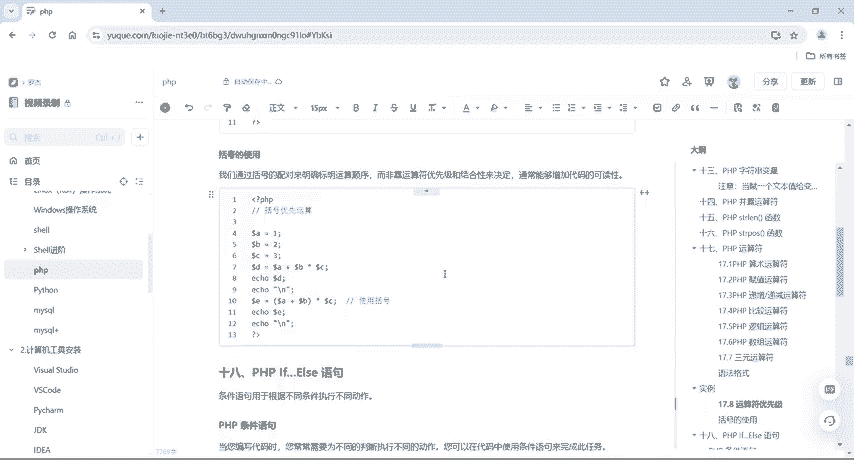 php
yuque.com/luojie-nt3e0/bt6bg3/dwuhgnxn0ngc91lo#YbKsi
所有书签
罗杰
视频录制
php
自动保存中...
分享
更新
搜索
Ctrl + J
正文
15px
首页
目录
Windows操作系统
shell
Shell进阶
php
Python
mysql
mysql+
2.计算机工具安装
Visual Studio
VSCode
Pycharm
JDK
IDEA
11 ?>
括号的使用
我们通过括号的配对来明确标明运算顺序，而非靠运算符优先级和结合性来决定，通常能够增加代码的可读性。
1 <?php
2 // 括号优先运算
3
4 $a = 1;
5 $b = 2;
6 $c = 3;
7 $d = $a + $b * $c;
8 echo $d;
9 echo "\n";
10 $e = ($a + $b) * $c; // 使用括号
11 echo $e;
12 echo "\n";
13 ?>
十八、PHP If...Else 语句
条件语句用于根据不同条件执行不同动作。
PHP 条件语句
当您编写代码时，您常常需要为不同的判断执行不同的动作。您可以在代码中使用条件语句来完成此任务。
大纲
十三、PHP 字符串变量
注意：当赋一个文本值给变...
十四、PHP 并置运算符
十五、PHP strlen() 函数
十六、PHP strpos() 函数
十七、PHP 运算符
17.1PHP 算术运算符
17.2PHP 赋值运算符
17.3PHP 递增/递减运算符
17.4PHP 比较运算符
17.5PHP 逻辑运算符
17.6PHP 数组运算符
17.7 三元运算符
语法格式
实例
17.8 运算符优先级
括号的使用
十八、PHP If...Else 语句